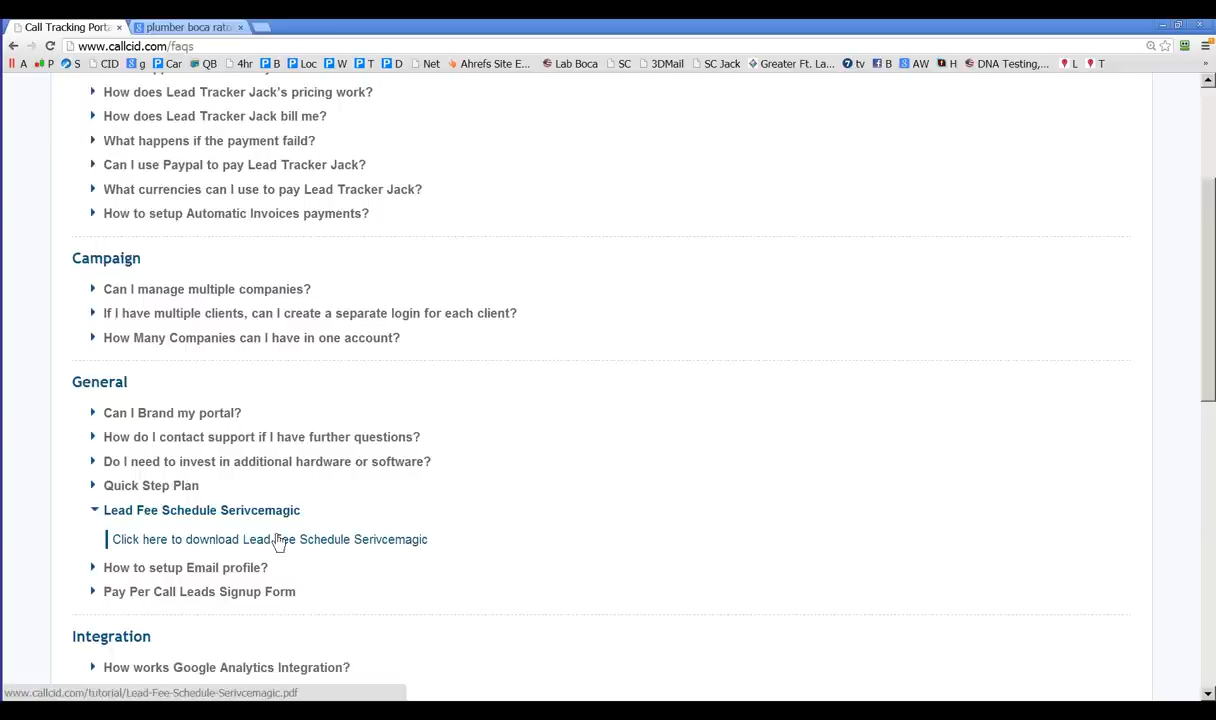 Call Tracking Porta × plumber boca rato ×
www.callcid.com/faqs
A P S CID g Car QB 4hr B Loc W T D Net Ahrefs Site E... Lab Boca SC 3DMail SC Jack Greater Ft. La... tv B AW H DNA Testing,... L T
How does Lead Tracker Jack's pricing work?
How does Lead Tracker Jack bill me?
What happens if the payment faild?
Can I use Paypal to pay Lead Tracker Jack?
What currencies can I use to pay Lead Tracker Jack?
How to setup Automatic Invoices payments?
Campaign
Can I manage multiple companies?
If I have multiple clients, can I create a separate login for each client?
How Many Companies can I have in one account?
General
Can I Brand my portal?
How do I contact support if I have further questions?
Do I need to invest in additional hardware or software?
Quick Step Plan
Lead Fee Schedule Serivcemagic
Click here to download Lead Fee Schedule Serivcemagic
How to setup Email profile?
Pay Per Call Leads Signup Form
Integration
How works Google Analytics Integration?
www.callcid.com/tutorial/Lead-Fee-Schedule-Serivcemagic.pdf